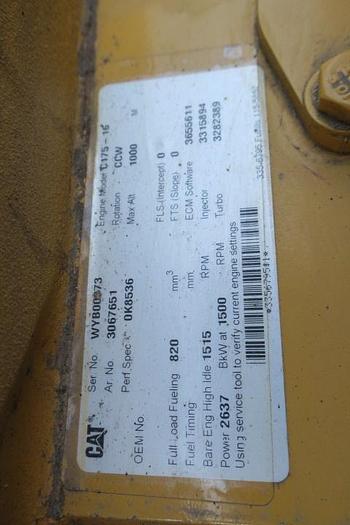 CAT
Ser No. WYB00573 Engine Model C175-16
Ar. No. 3067651 Rotation CCW
Perf Spec 0K8536 Max Alt 1000 M
OEM No.
Full Load Fueling 820 mm³ FLS-(Intercept) 0
Fuel Timing mm FTS (Slope) 0
ECM Software 3655611
Bare Eng High Idle 1515 RPM Injector 3315894
Power 2637 BkW at 1500 RPM Turbo 3282389
Using service tool to verify current engine settings
*3356795811*